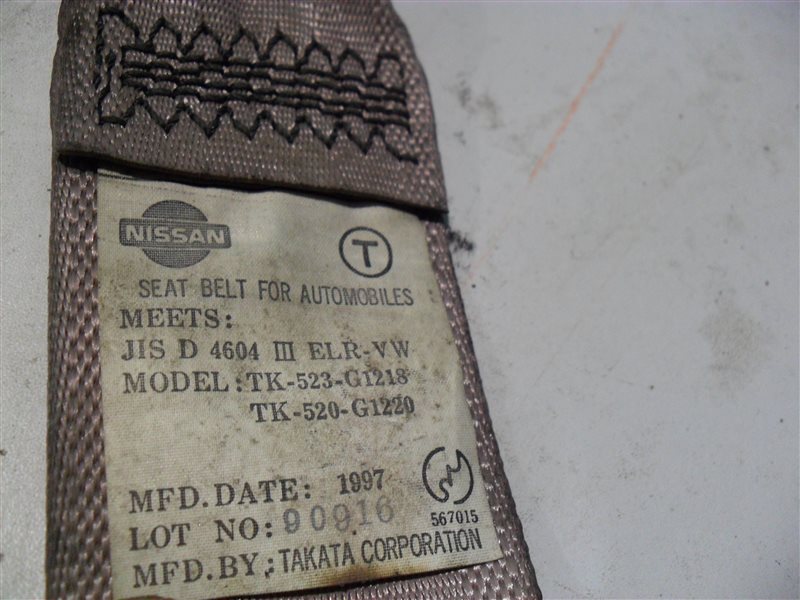 NISSAN T
SEAT BELT FOR AUTOMOBILES
MEETS:
JIS D 4604 III ELR-VW
MODEL:TK-523-G1218
TK-520-G1220
MFD.DATE: 1997
LOT NO: 90916
567015
MFD.BY: TAKATA CORPORATION